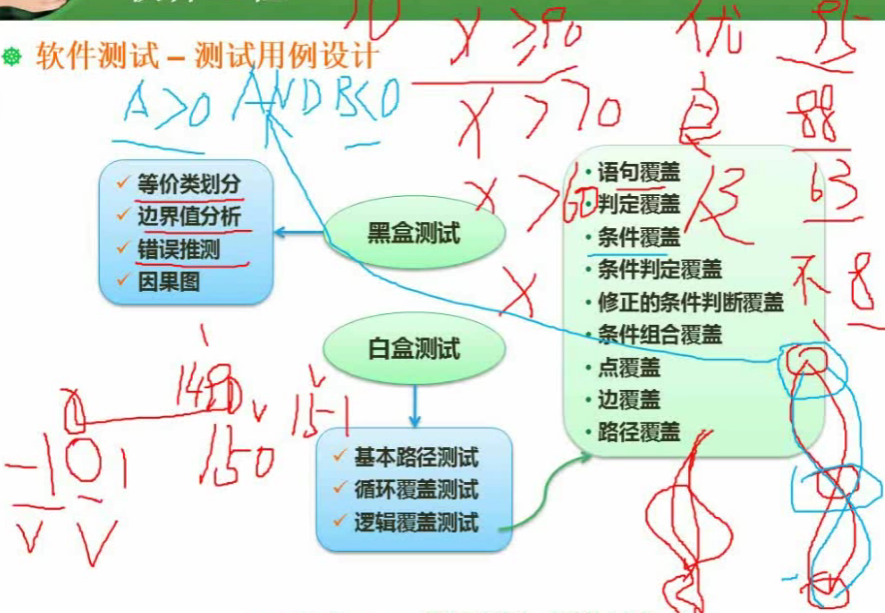 软件测试 – 测试用例设计
x ≥90 优 95
A>0 AND B<0
x >70 良 88
x >60 及 63
x 不 8
等价类划分
边界值分析
错误推测
因果图
黑盒测试
白盒测试
语句覆盖
判定覆盖
条件覆盖
条件判定覆盖
修正的条件判断覆盖
条件组合覆盖
点覆盖
边覆盖
路径覆盖
149
-1 0 1 150 151
基本路径测试
循环覆盖测试
逻辑覆盖测试